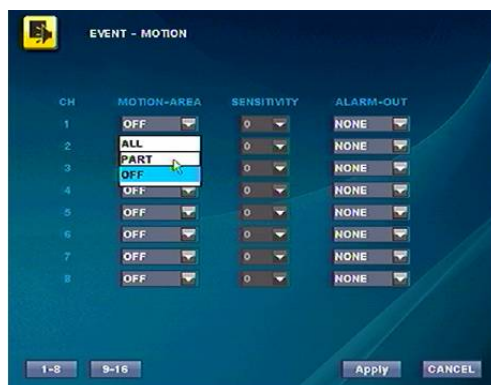 EVENT - MOTION
CH MOTION-AREA SENSITIVITY ALARM-OUT
1 OFF 0 NONE
2 ALL 0 NONE
PART
3 OFF 0 NONE
4 OFF 0 NONE
5 OFF 0 NONE
6 OFF 0 NONE
7 OFF 0 NONE
8 OFF 0 NONE
1-8 9-16 Apply CANCEL